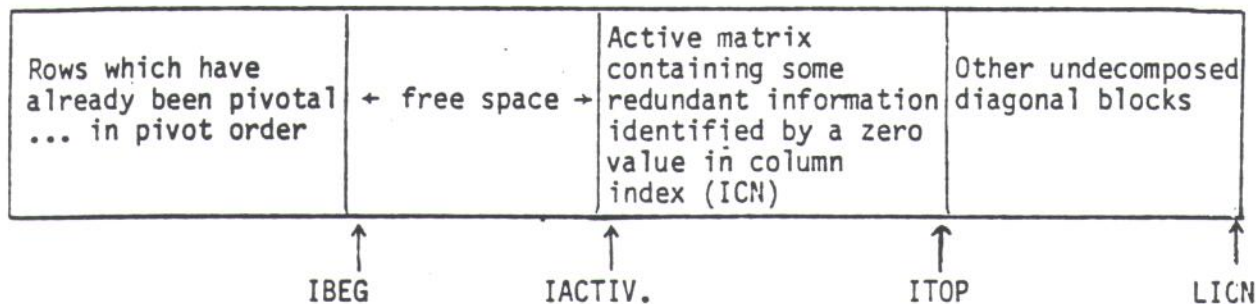 Rows which have
already been pivotal
... in pivot order
← free space →
Active matrix
containing some
redundant information
identified by a zero
value in column
index (ICN)
Other undecomposed
diagonal blocks
IBEG
IACTIV.
ITOP
LICN